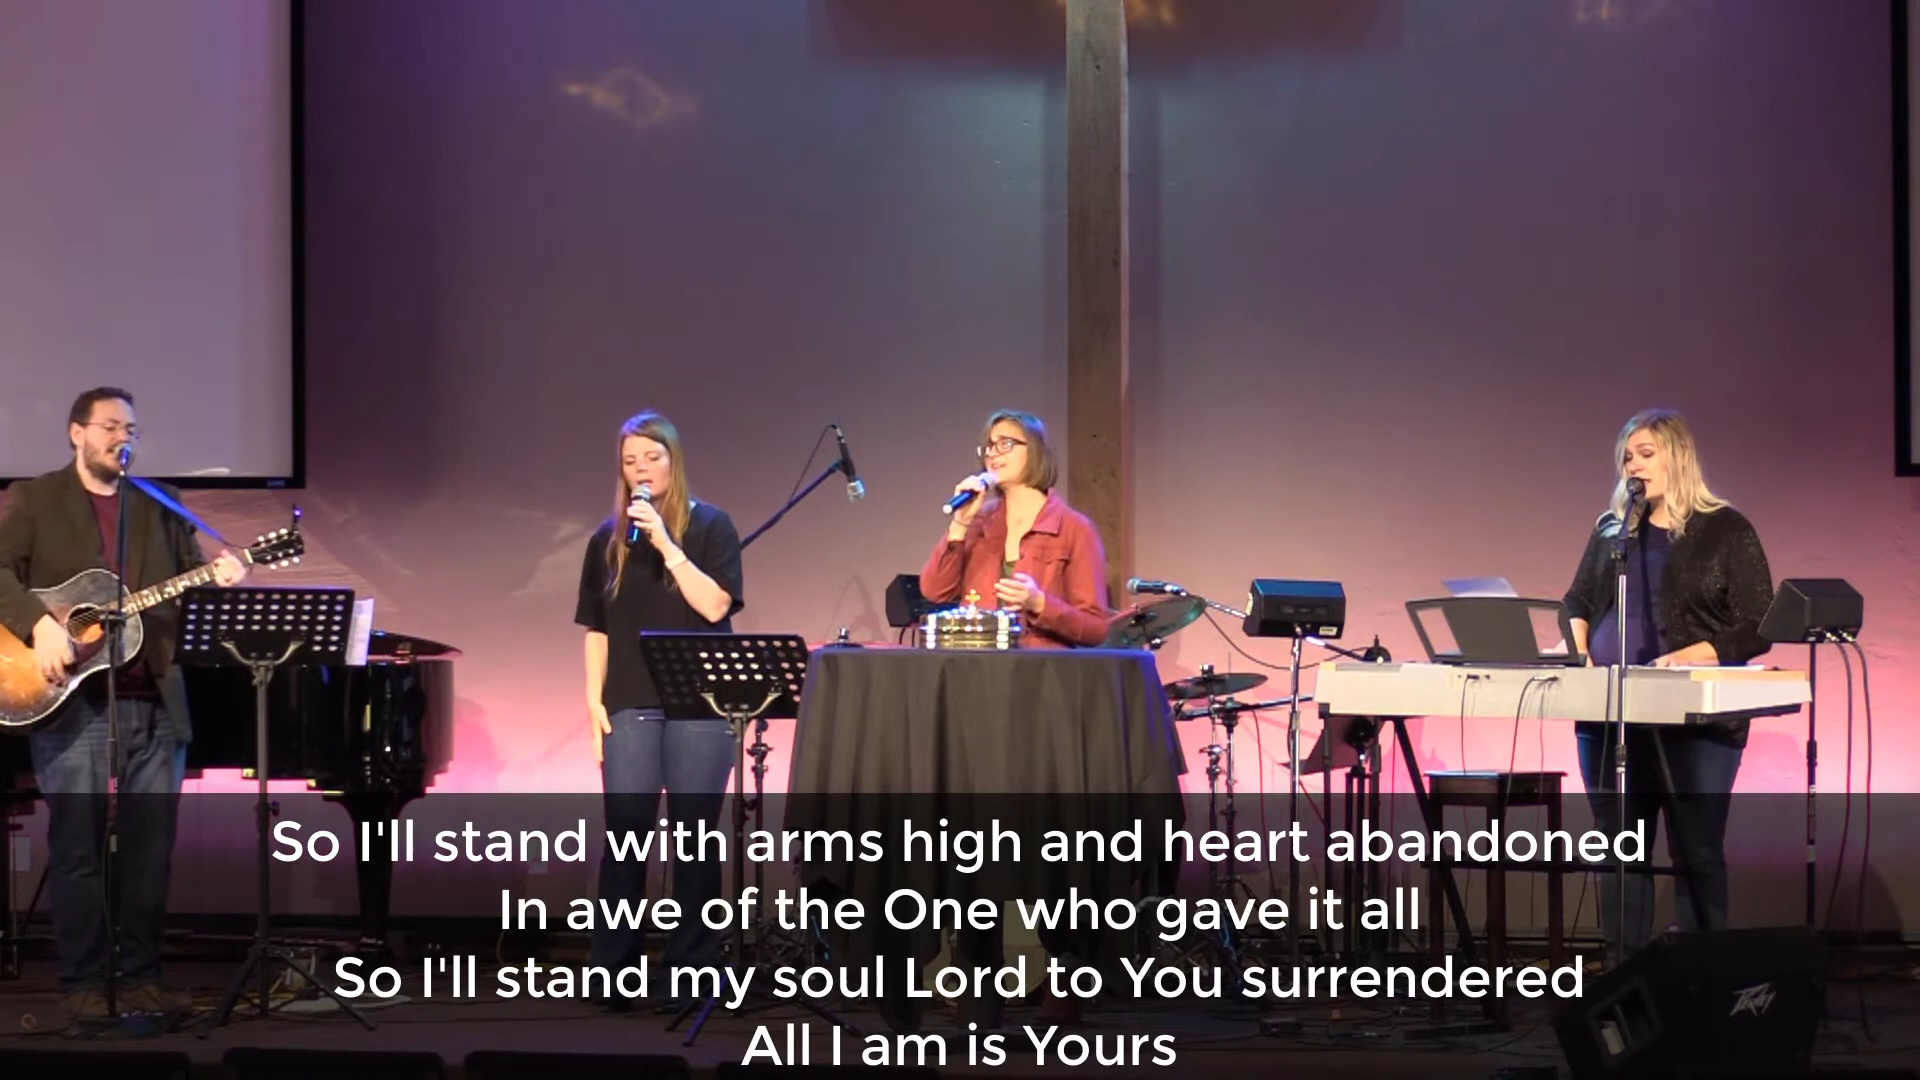 So I'll stand with arms high and heart abandoned
In awe of the One who gave it all
So I'll stand my soul Lord to You surrendered
All I am is Yours
PEAVEY